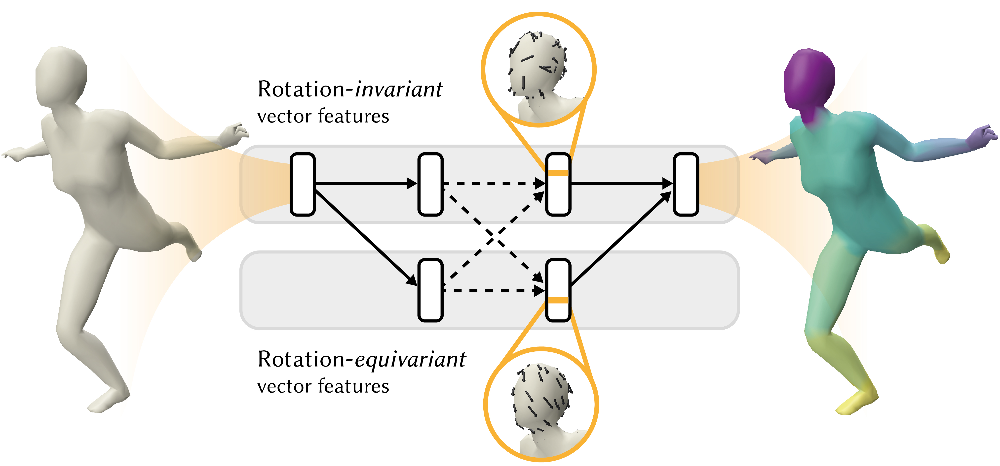 Rotation-invariant
vector features
Rotation-equivariant
vector features